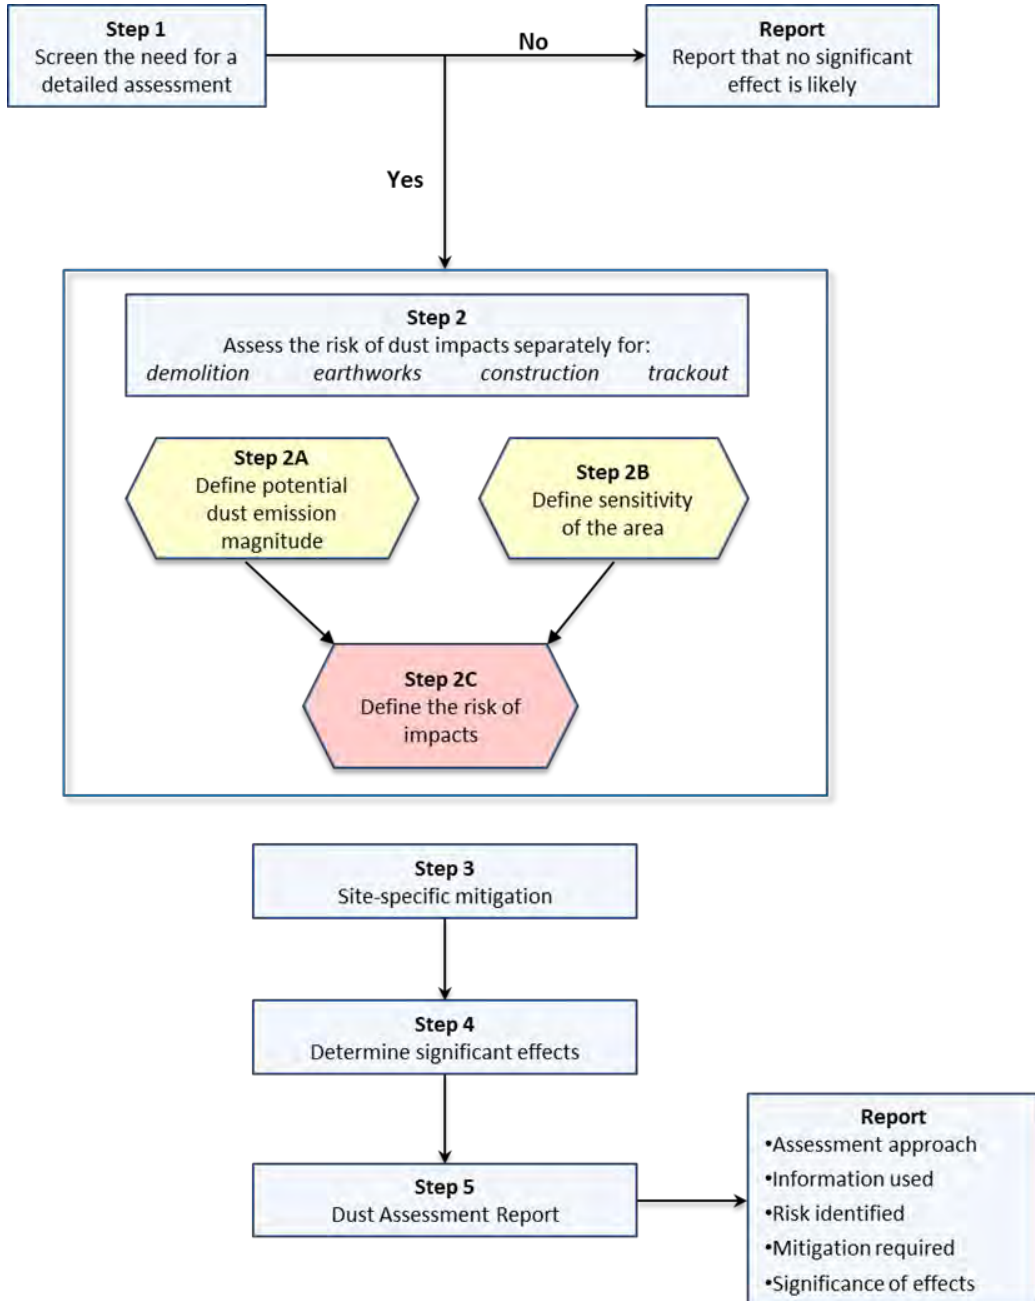 Step 1
Screen the need for a
detailed assessment
No
Report
Report that no significant
effect is likely
Yes
Step 2
Assess the risk of dust impacts separately for:
demolition earthworks construction trackout
Step 2A
Define potential
dust emission
magnitude
Step 2B
Define sensitivity
of the area
Step 2C
Define the risk of
impacts
Step 3
Site-specific mitigation
Step 4
Determine significant effects
Step 5
Dust Assessment Report
Report
•Assessment approach
•Information used
•Risk identified
•Mitigation required
•Significance of effects